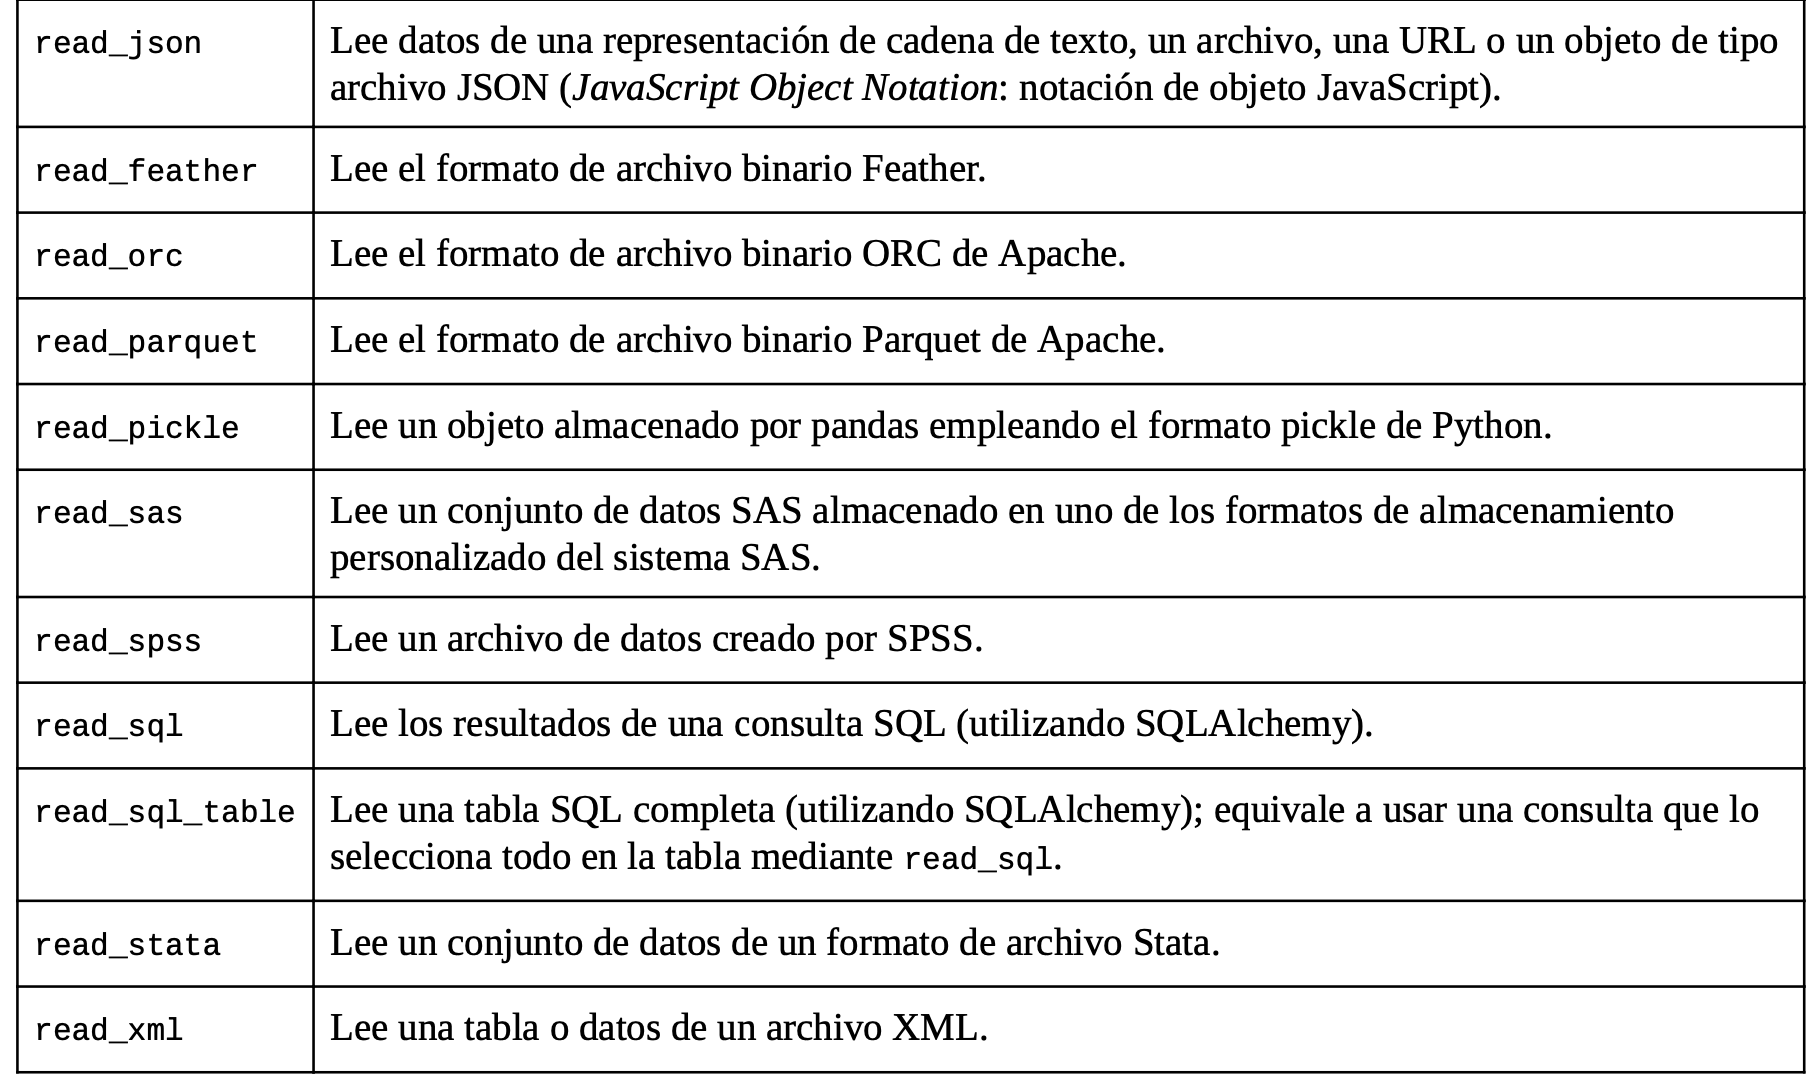 read_json
Lee datos de una representación de cadena de texto, un archivo, una URL o un objeto de tipo
archivo JSON (JavaScript Object Notation: notación de objeto JavaScript).
read_feather
Lee el formato de archivo binario Feather.
read_orc
Lee el formato de archivo binario ORC de Apache.
read_parquet
Lee el formato de archivo binario Parquet de Apache.
read_pickle
Lee un objeto almacenado por pandas empleando el formato pickle de Python.
read_sas
Lee un conjunto de datos SAS almacenado en uno de los formatos de almacenamiento
personalizado del sistema SAS.
read_spss
Lee un archivo de datos creado por SPSS.
read_sql
Lee los resultados de una consulta SQL (utilizando SQLAlchemy).
read_sql_table
Lee una tabla SQL completa (utilizando SQLAlchemy); equivale a usar una consulta que lo
selecciona todo en la tabla mediante read_sql.
read_stata
Lee un conjunto de datos de un formato de archivo Stata.
read_xml
Lee una tabla o datos de un archivo XML.